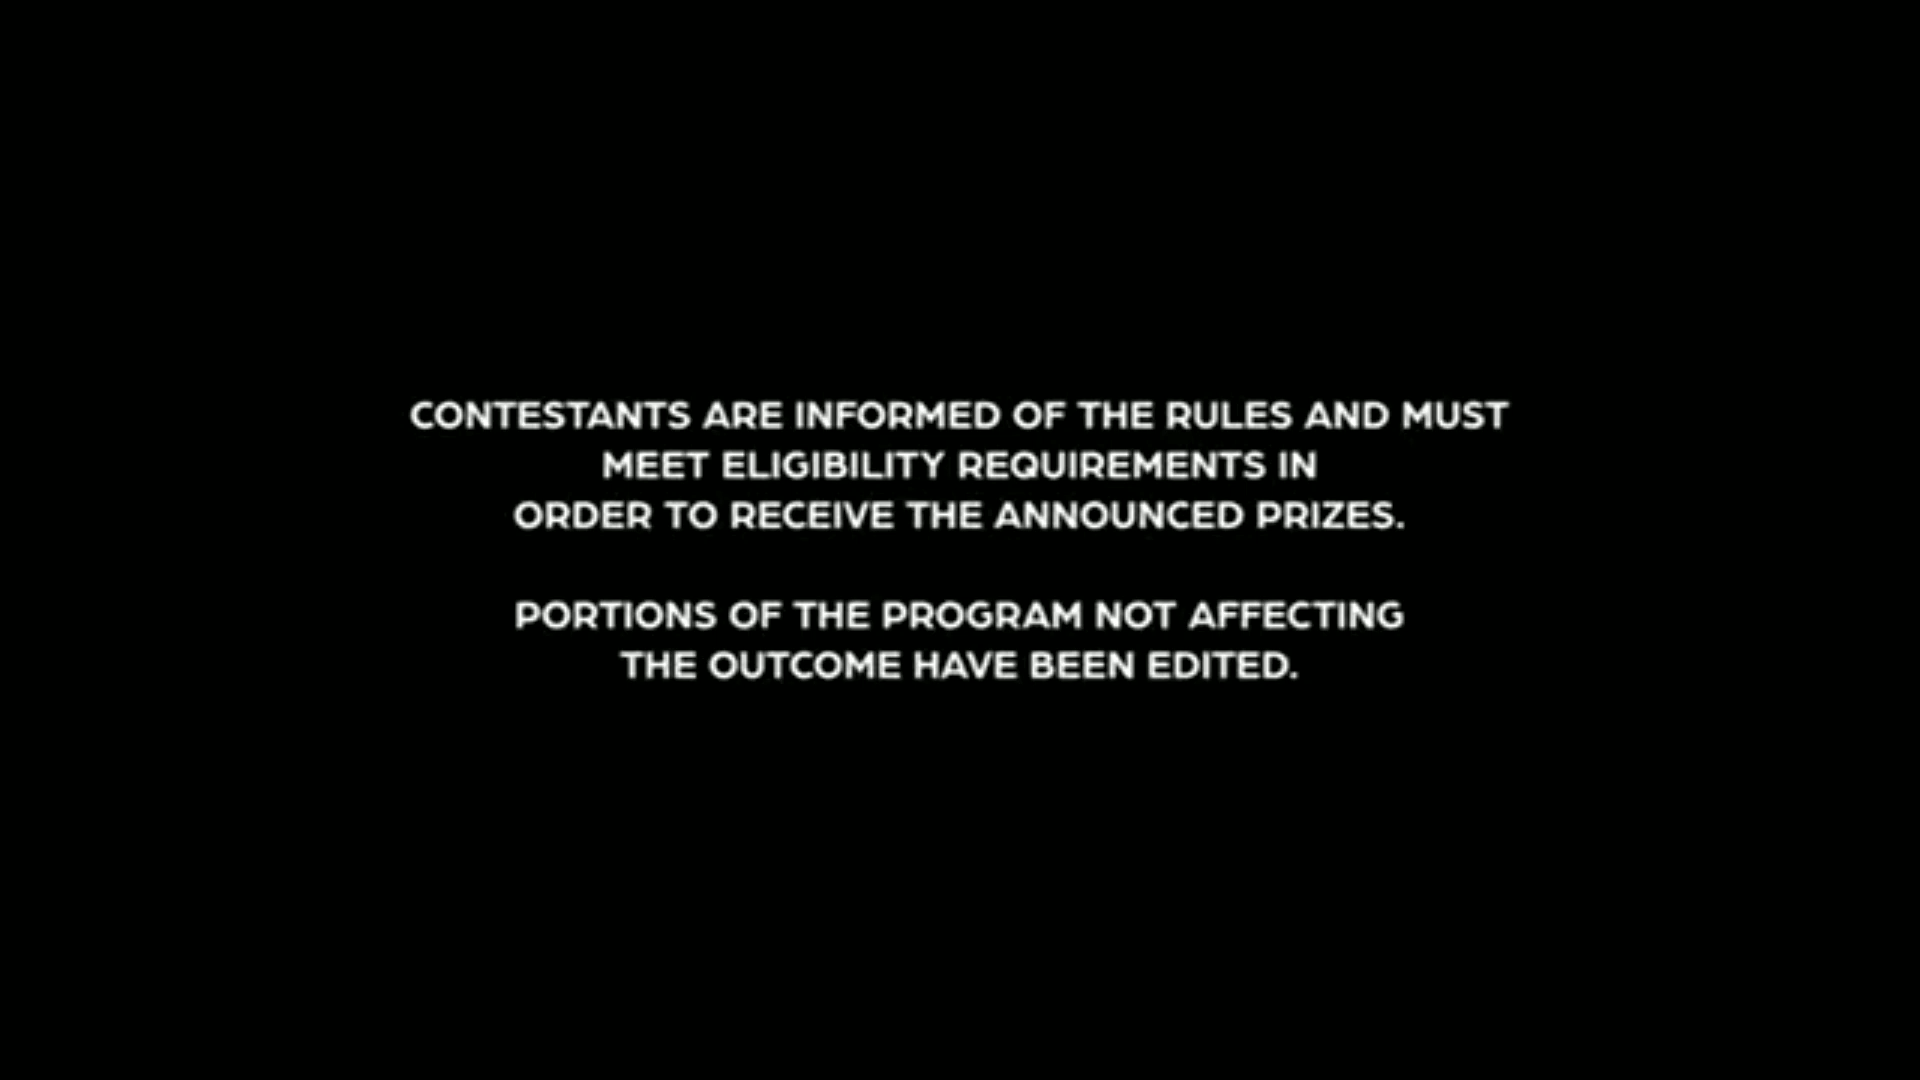 CONTESTANTS ARE INFORMED OF THE RULES AND MUST
MEET ELIGIBILITY REQUIREMENTS IN
ORDER TO RECEIVE THE ANNOUNCED PRIZES.
PORTIONS OF THE PROGRAM NOT AFFECTING
THE OUTCOME HAVE BEEN EDITED.